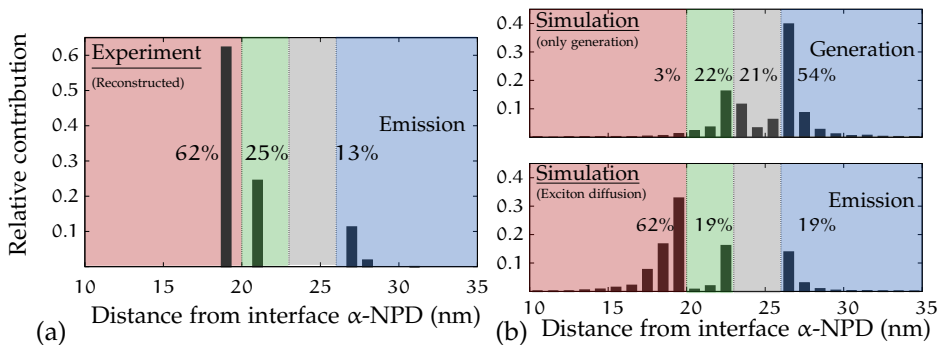 Relative contribution
0.6
0.5
0.4
0.3
0.2
0.1
Experiment
(Reconstructed)
Emission
62%
25%
13%
10 15 20 25 30 35
Distance from interface α-NPD (nm)
(a)
0.4
0.3
0.2
0.1
Simulation
(only generation)
Generation
3% 22% 21% 54%
0.4
0.3
0.2
0.1
Simulation
(Exciton diffusion)
Emission
62% 19% 19%
10 15 20 25 30 35
Distance from interface α-NPD (nm)
(b)